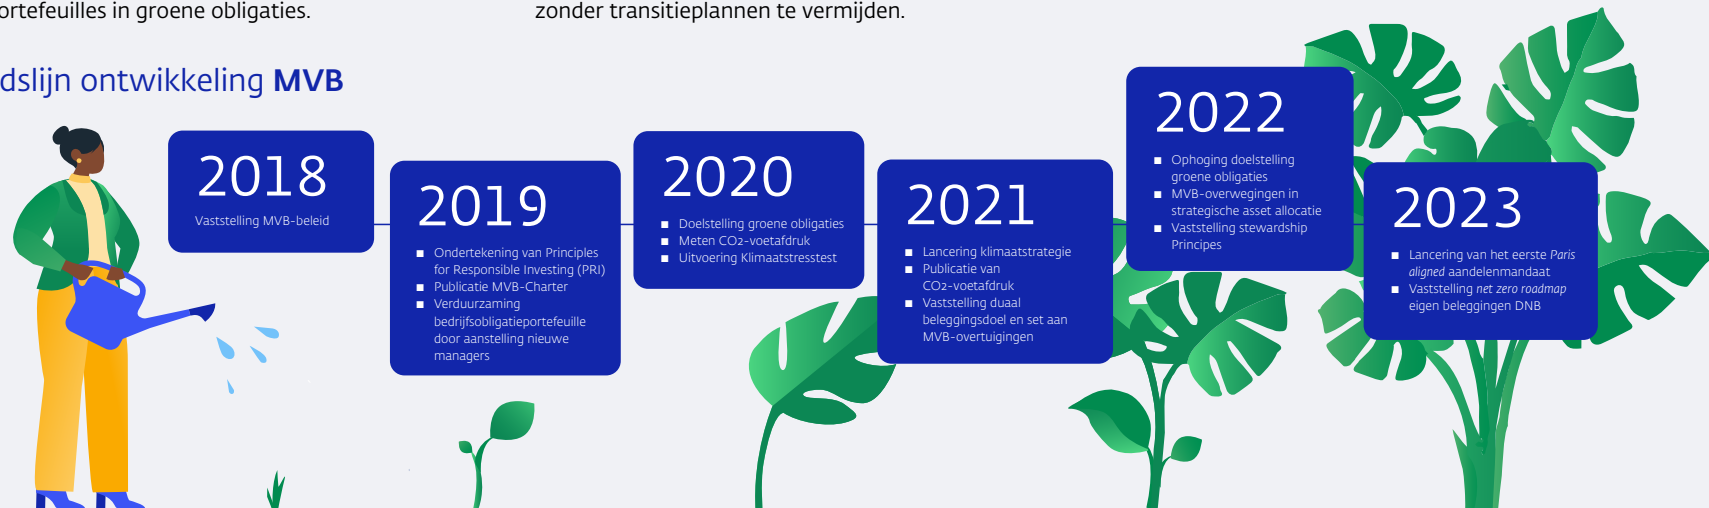 ortefeuilles in groene obligaties.
zonder transitieplannen te vermijden.
dslijn ontwikkeling MVB
2018
Vaststelling MVB-beleid
2019
■ Ondertekening van Principles
for Responsible Investing (PRI)
■ Publicatie MVB-Charter
■ Verduurzaming
bedrijfsobligatieportefeuille
door aanstelling nieuwe
managers
2020
■ Doelstelling groene obligaties
■ Meten CO2-voetafdruk
■ Uitvoering Klimaatstresstest
2021
■ Lancering klimaatstrategie
■ Publicatie van
CO2-voetafdruk
■ Vaststelling duaal
beleggingsdoel en set aan
MVB-overtuigingen
2022
■ Ophoging doelstelling
groene obligaties
■ MVB-overwegingen in
strategische asset allocatie
■ Vaststelling stewardship
Principes
2023
■ Lancering van het eerste Paris
aligned aandelenmandaat
■ Vaststelling net zero roadmap
eigen beleggingen DNB